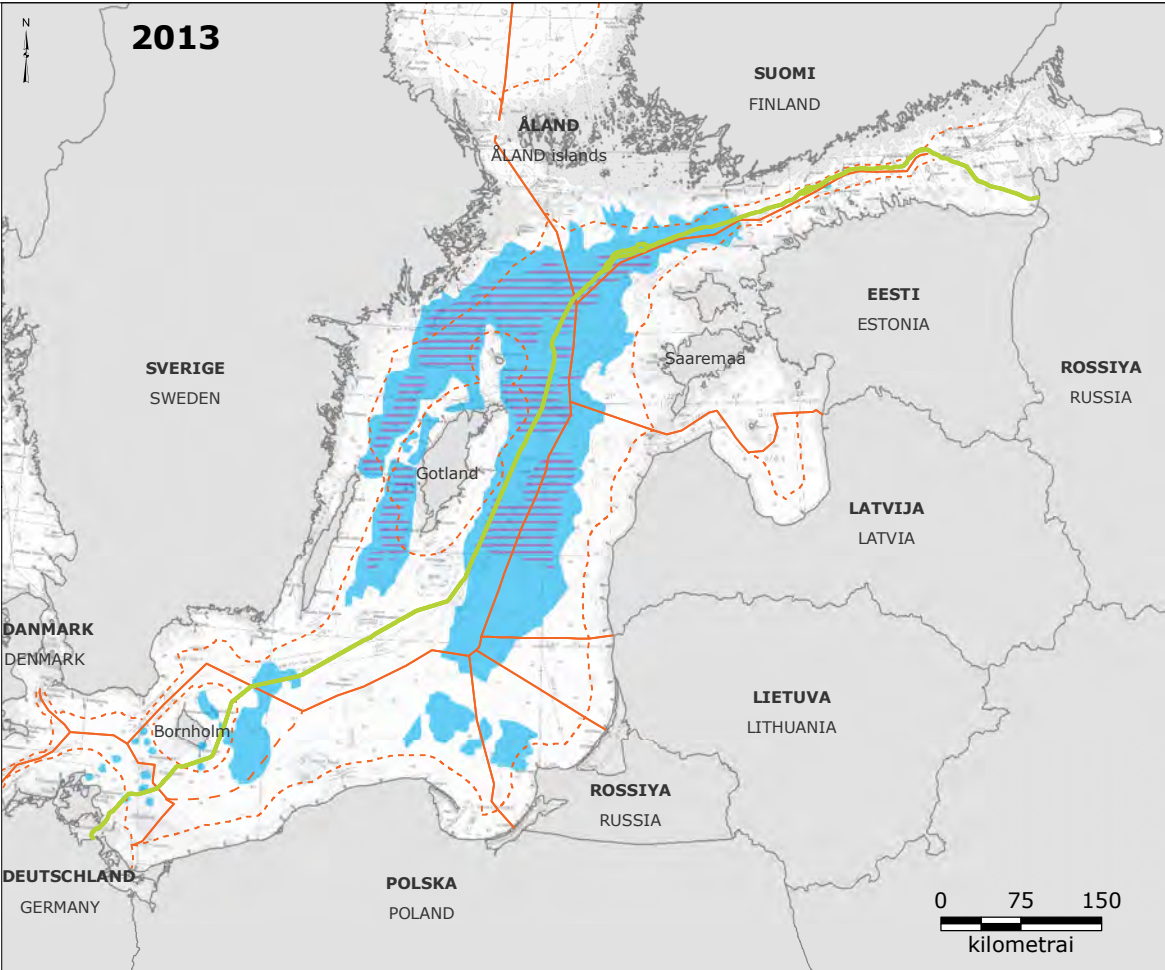 N
2013
SUOMI
FINLAND
ÅLAND
ÅLAND islands
EESTI
ESTONIA
Saaremaa
ROSSIYA
RUSSIA
SVERIGE
SWEDEN
Gotland
LATVIJA
LATVIA
DANMARK
DENMARK
LIETUVA
LITHUANIA
Bornholm
ROSSIYA
RUSSIA
DEUTSCHLAND
GERMANY
POLSKA
POLAND
0 75 150
kilometrai